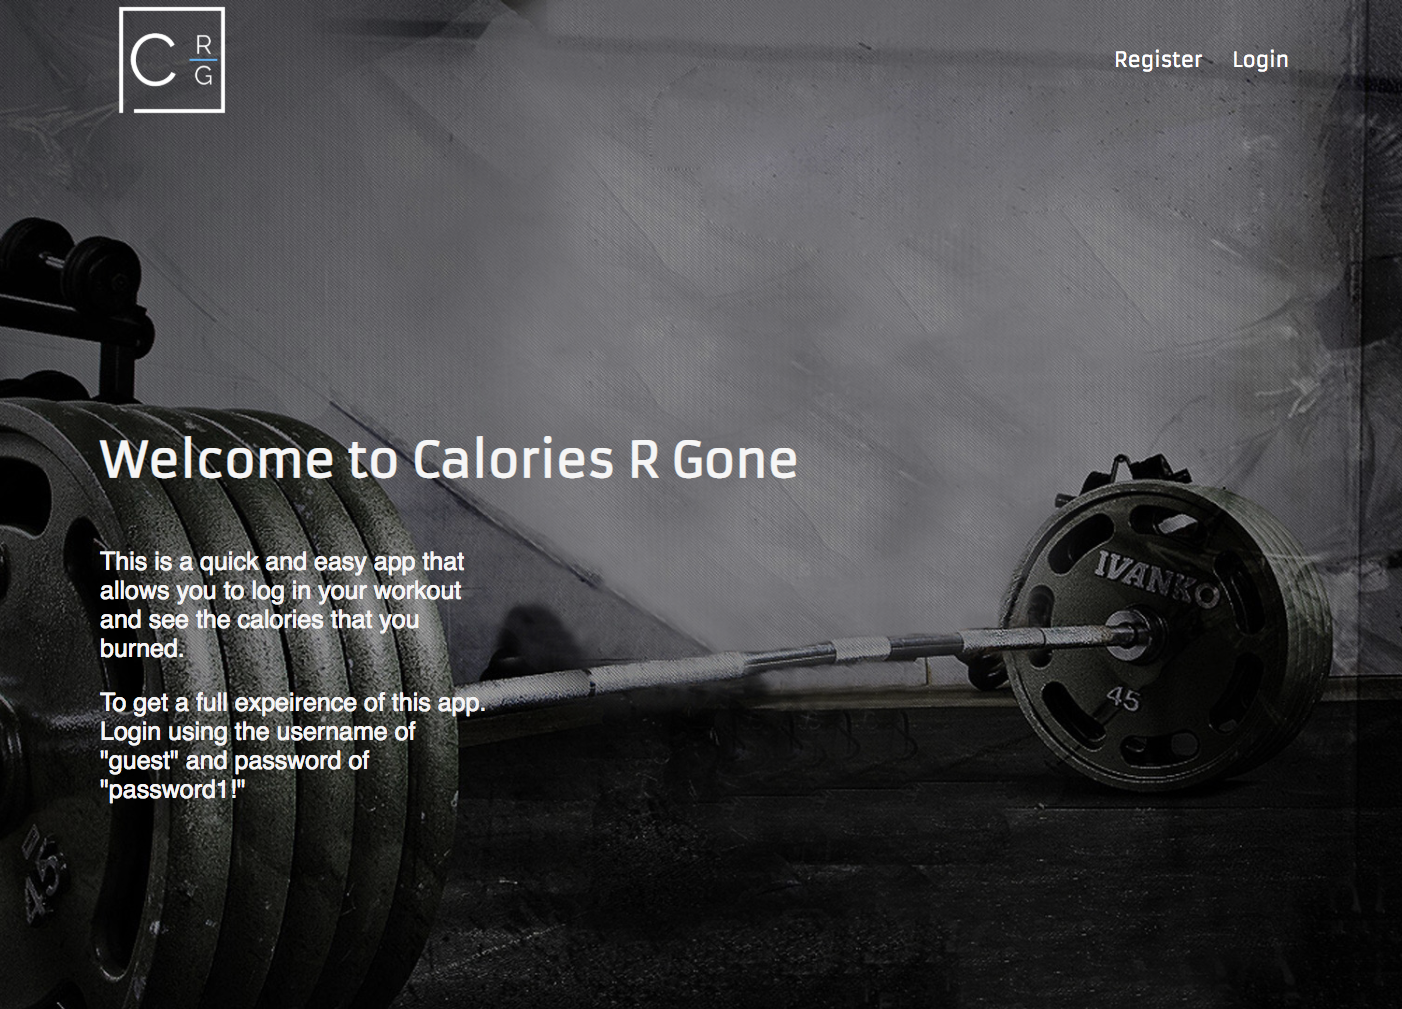 C R
G
Register Login
Welcome to Calories R Gone
This is a quick and easy app that
allows you to log in your workout
and see the calories that you
burned.
To get a full expeirence of this app.
Login using the username of
"guest" and password of
"password1!"
IVANKO
45
45